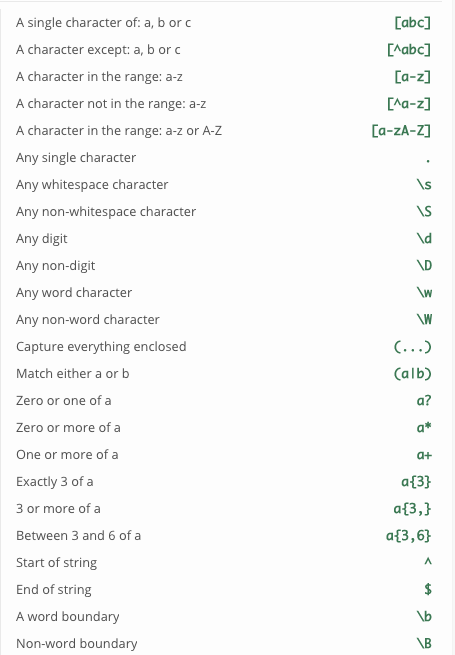 A single character of: a, b or c [abc]
A character except: a, b or c [^abc]
A character in the range: a-z [a-z]
A character not in the range: a-z [^a-z]
A character in the range: a-z or A-Z [a-zA-Z]
Any single character .
Any whitespace character \s
Any non-whitespace character \S
Any digit \d
Any non-digit \D
Any word character \w
Any non-word character \W
Capture everything enclosed (...)
Match either a or b (a|b)
Zero or one of a a?
Zero or more of a a*
One or more of a a+
Exactly 3 of a a{3}
3 or more of a a{3,}
Between 3 and 6 of a a{3,6}
Start of string ^
End of string $
A word boundary \b
Non-word boundary \B